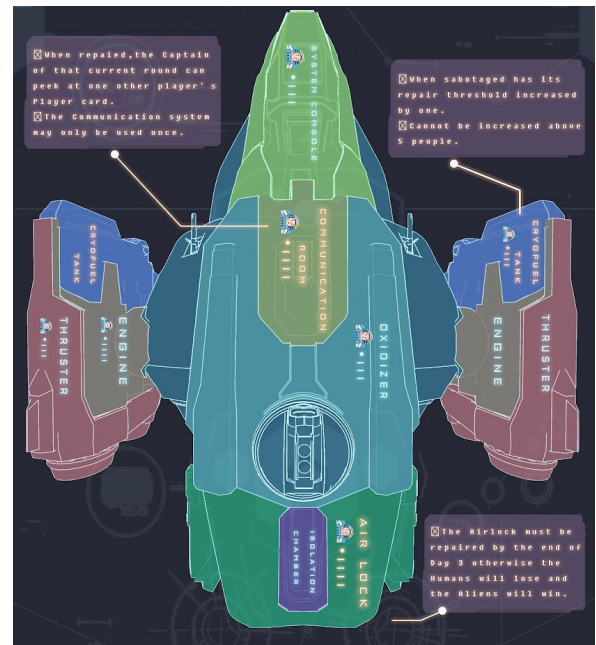 When repaied,the Captain
of that current round can
peek at one other player's
Player card.
The Communication system
may only be used once.
When sabotaged has its
repair threshold increased
by one.
Cannot be increased above
5 people.
SYSTEM CONSOLE
COMMUNICATION
ROOM
CRYOFUEL
TANK
CRYOFUEL
TANK
THRUSTER
ENGINE
OXIDIZER
ENGINE
THRUSTER
ISOLATION
CHAMBER
AIR LOCK
The Airlock must be
repaired by the end of
Day 3 otherwise the
Humans will lose and
the Aliens will win.